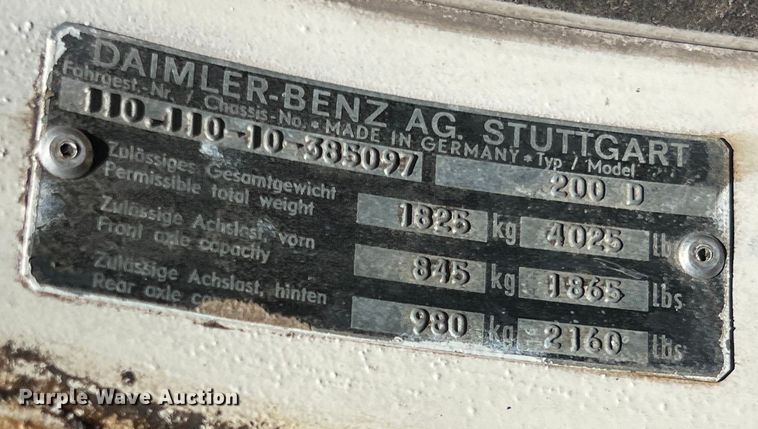 DAIMLER-BENZ AG. STUTTGART
Fahrgest.-Nr. / Chassis-No. • MADE IN GERMANY • Typ / Model
110.110-10-385097 200 D
Zulässiges Gesamtgewicht
Permissible total weight 1825 kg 4025 lbs
Zulässige Achslast. vorn
Front axle capacity 845 kg 1865 lbs
Zulässige Achslast. hinten
Rear axle 980 kg 2160 lbs
Purple Wave Auction